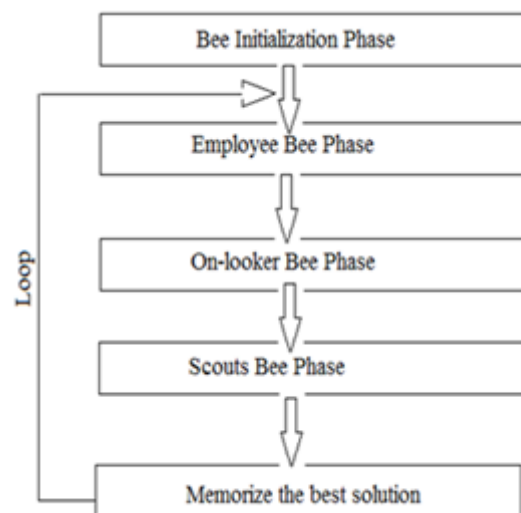 Bee Initialization Phase
Employee Bee Phase
On-looker Bee Phase
Loop
Scouts Bee Phase
Memorize the best solution